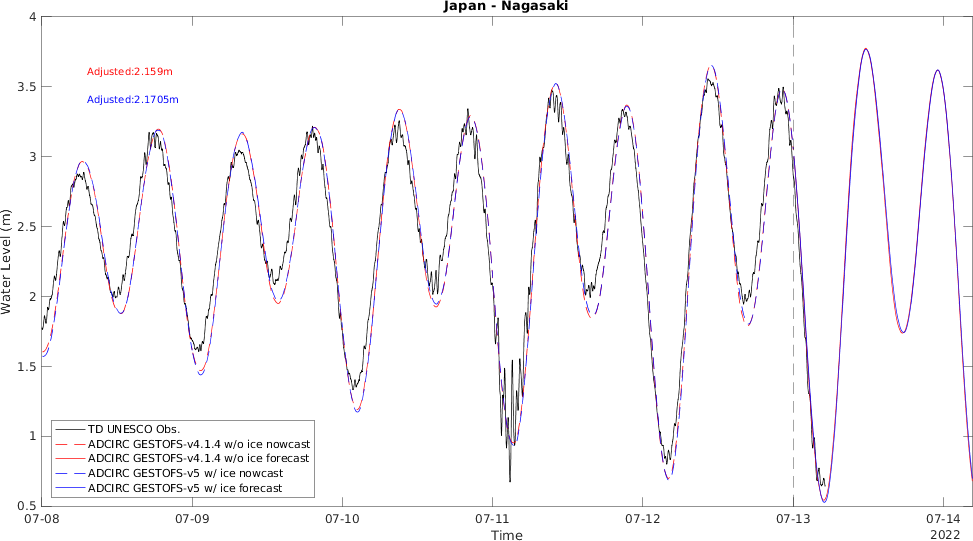 Japan - Nagasaki
4
3.5
3
2.5
2
1.5
1
0.5
Water Level (m)
Adjusted:2.159m
Adjusted:2.1705m
TD UNESCO Obs.
ADCIRC GESTOFS-v4.1.4 w/o ice nowcast
ADCIRC GESTOFS-v4.1.4 w/o ice forecast
ADCIRC GESTOFS-v5 w/ ice nowcast
ADCIRC GESTOFS-v5 w/ ice forecast
07-08 07-09 07-10 07-11 07-12 07-13 07-14
Time
2022